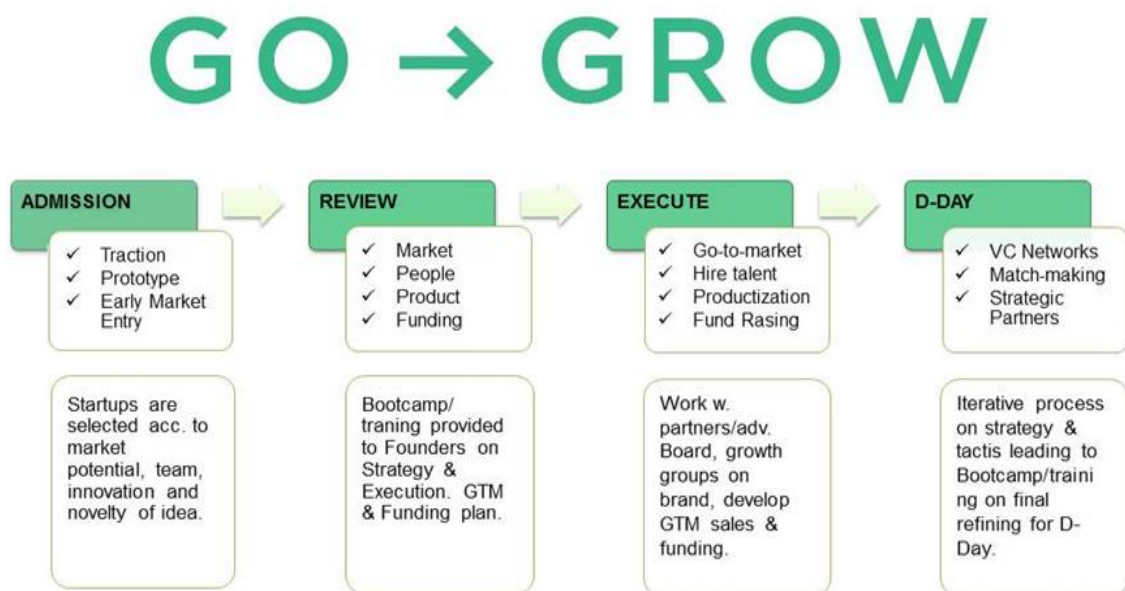 GO → GROW
ADMISSION
✓ Traction
✓ Prototype
✓ Early Market
Entry
Startups are
selected acc. to
market
potential, team,
innovation and
novelty of idea.
REVIEW
✓ Market
✓ People
✓ Product
✓ Funding
Bootcamp/
traning provided
to Founders on
Strategy &
Execution. GTM
& Funding plan.
EXECUTE
✓ Go-to-market
✓ Hire talent
✓ Productization
✓ Fund Rasing
Work w.
partners/adv.
Board, growth
groups on
brand, develop
GTM sales &
funding.
D-DAY
✓ VC Networks
✓ Match-making
✓ Strategic
Partners
Iterative process
on strategy &
tactis leading to
Bootcamp/traini
ng on final
refining for D-
Day.